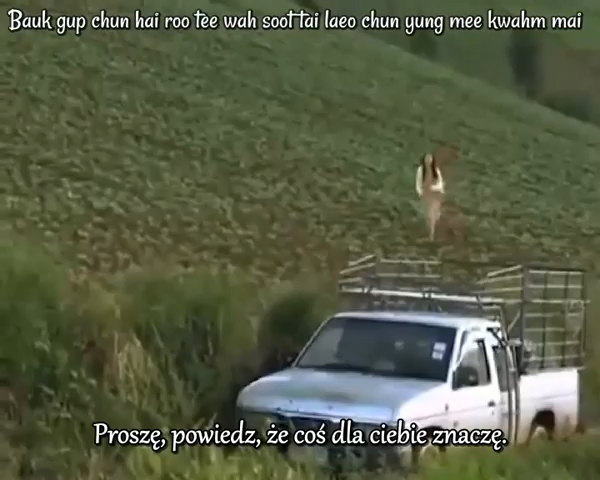 Bauk gup chun hai roo tee wah soot tai laeo chun yung mee kwahm mai
Proszę, powiedz, że coś dla ciebie znaczę.